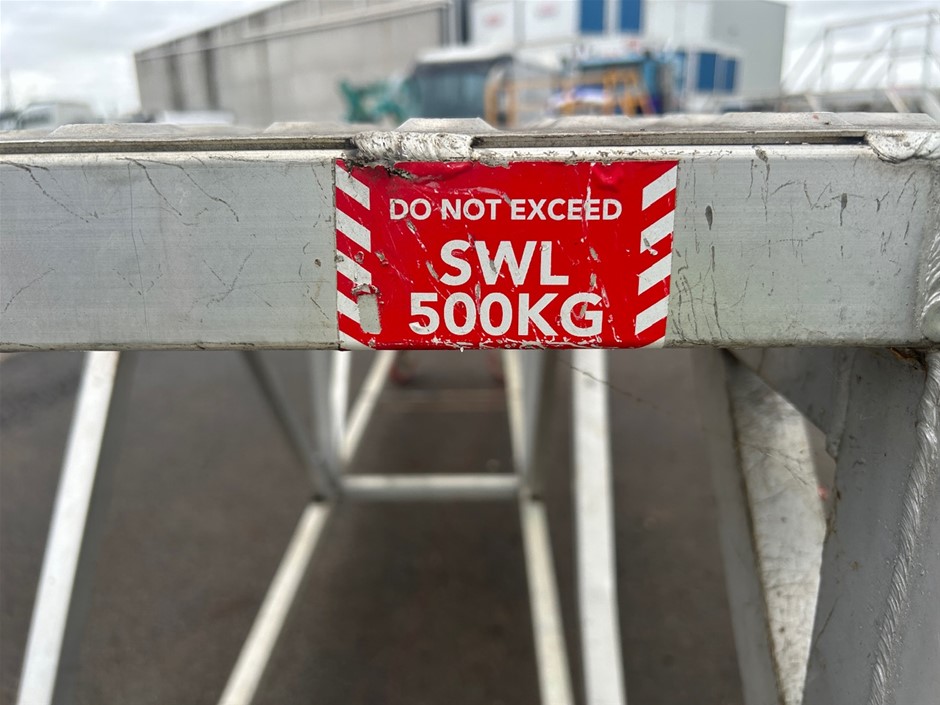 DO NOT EXCEED
SWL
500KG